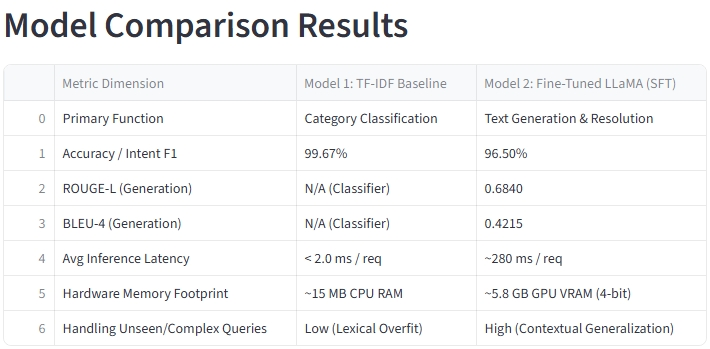 Model Comparison Results
Metric Dimension Model 1: TF-IDF Baseline Model 2: Fine-Tuned LLaMA (SFT)
0 Primary Function Category Classification Text Generation & Resolution
1 Accuracy / Intent F1 99.67% 96.50%
2 ROUGE-L (Generation) N/A (Classifier) 0.6840
3 BLEU-4 (Generation) N/A (Classifier) 0.4215
4 Avg Inference Latency < 2.0 ms / req ~280 ms / req
5 Hardware Memory Footprint ~15 MB CPU RAM ~5.8 GB GPU VRAM (4-bit)
6 Handling Unseen/Complex Queries Low (Lexical Overfit) High (Contextual Generalization)